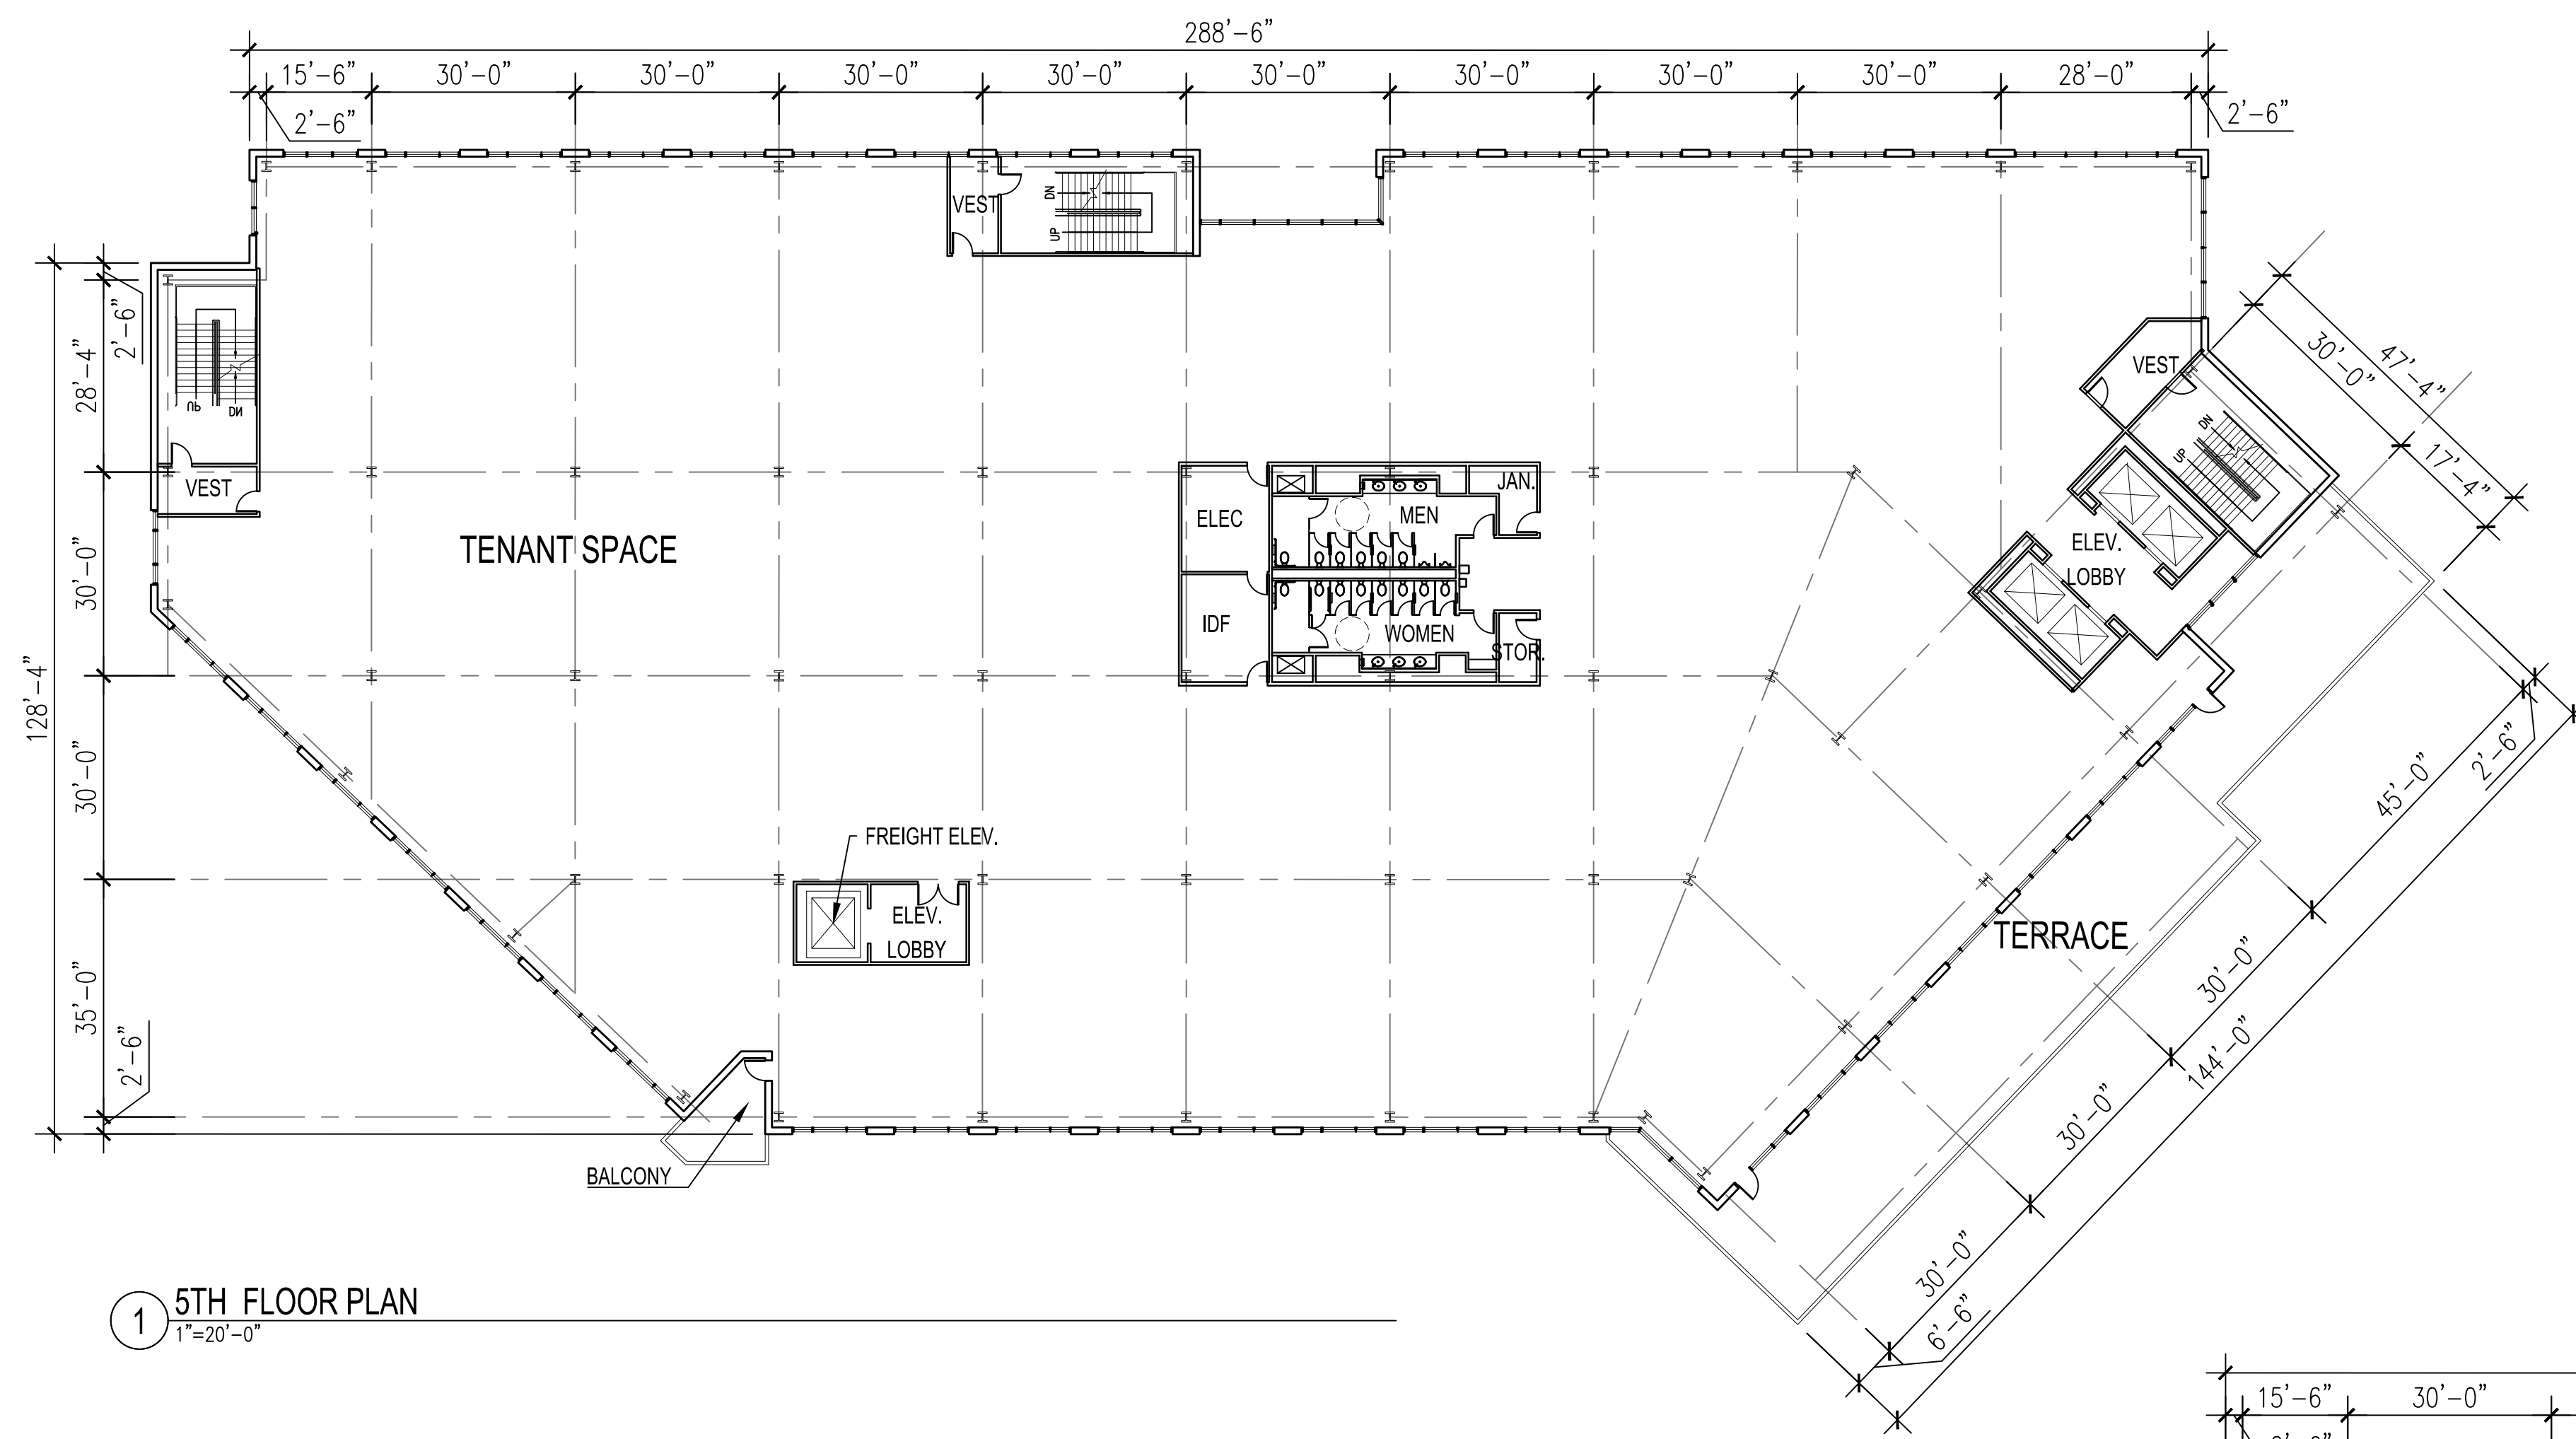 288’-6”
15’-6” 30’-0” 30’-0” 30’-0” 30’-0” 30’-0” 30’-0” 30’-0” 30’-0” 28’-0”
2’-6” 2’-6”
VEST
DN
UP
2’-6”
28’-4”
UP
DN
VEST
30’-0”
128’-4”
30’-0”
35’-0”
2’-6”
TENANT SPACE
ELEC
IDF
MEN
WOMEN
JAN.
STOR.
VEST
DN
UP
ELEV.
LOBBY
30’-0”
47’-4”
17’-4”
FREIGHT ELEV.
ELEV.
LOBBY
TERRACE
2’-6”
45’-0”
30’-0”
144’-0”
30’-0”
30’-0”
6’-6”
BALCONY
1
5TH FLOOR PLAN
1”=20’-0”
15’-6” 30’-0”